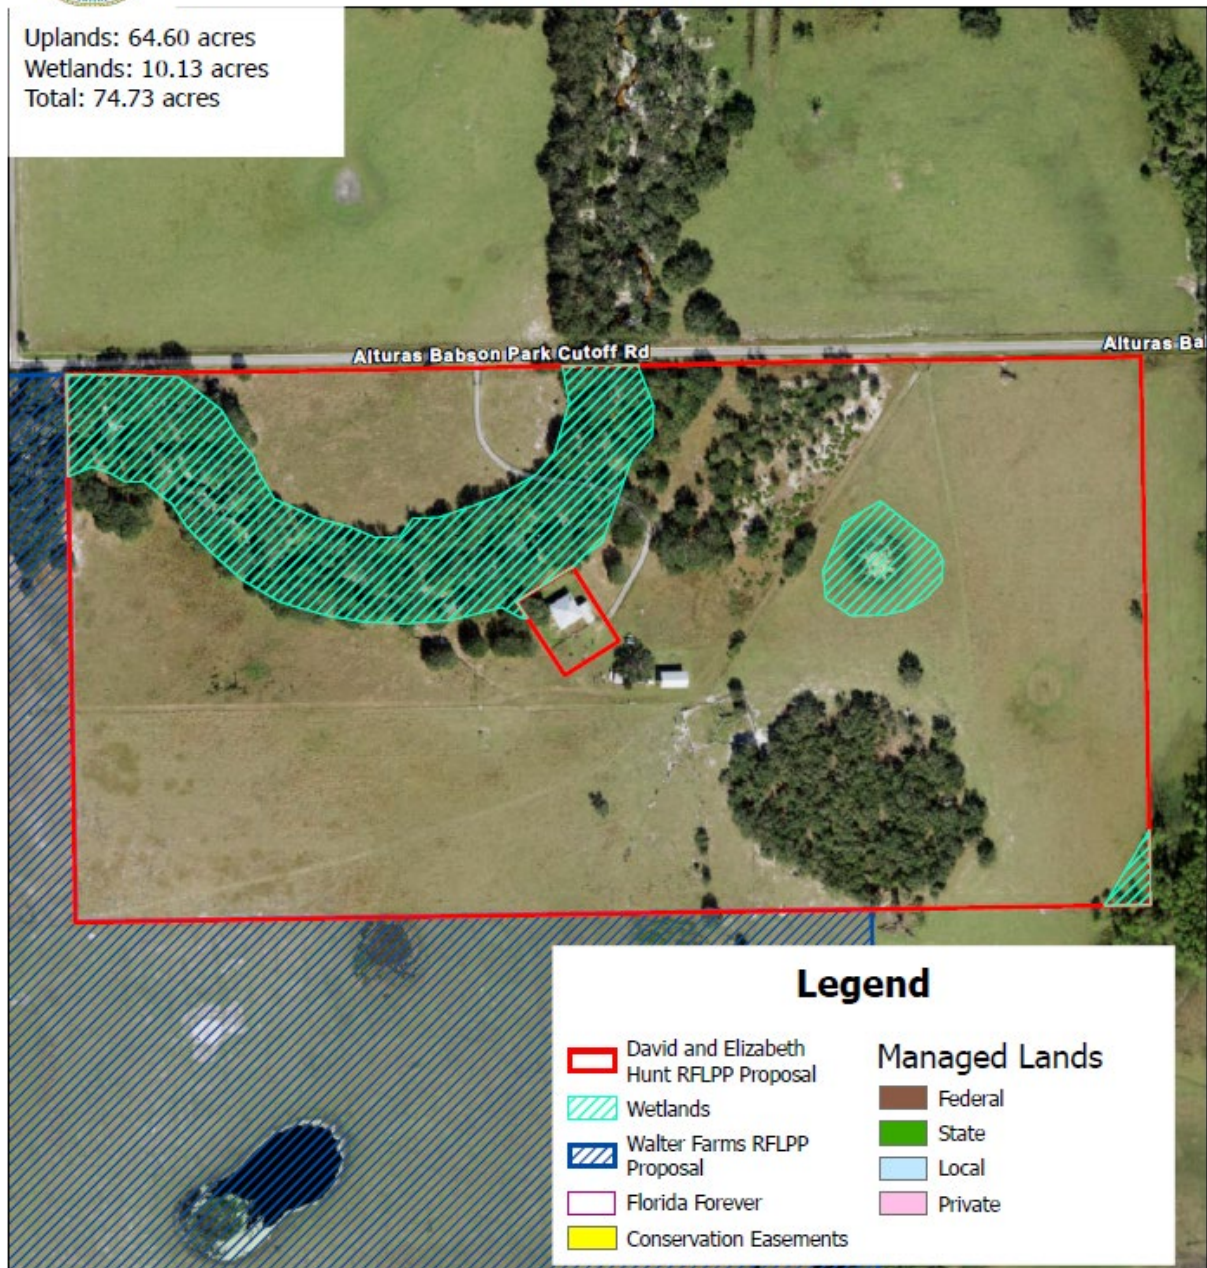 Uplands: 64.60 acres
Wetlands: 10.13 acres
Total: 74.73 acres
Alturas Babson Park Cutoff Rd
Alturas Ba
Legend
David and Elizabeth
Hunt RFLPP Proposal
Wetlands
Walter Farms RFLPP
Proposal
Florida Forever
Conservation Easements
Managed Lands
Federal
State
Local
Private